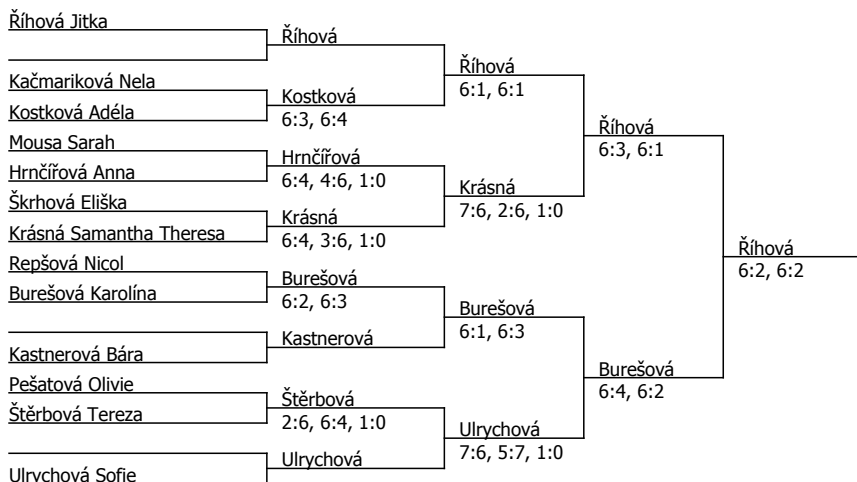 Říhová Jitka
Kačmariková Nela
Kostková Adéla
Mousa Sarah
Hrnčířová Anna
Škrhová Eliška
Krásná Samantha Theresa
Repšová Nicol
Burešová Karolína
Kastnerová Bára
Pešatová Olivie
Štěrbová Tereza
Ulrychová Sofie
Říhová
Kostková
6:3, 6:4
Hrnčířová
6:4, 4:6, 1:0
Krásná
6:4, 3:6, 1:0
Burešová
6:2, 6:3
Kastnerová
Štěrbová
2:6, 6:4, 1:0
Ulrychová
Říhová
6:1, 6:1
Krásná
7:6, 2:6, 1:0
Burešová
6:1, 6:3
Ulrychová
7:6, 5:7, 1:0
Říhová
6:3, 6:1
Burešová
6:4, 6:2
Říhová
6:2, 6:2